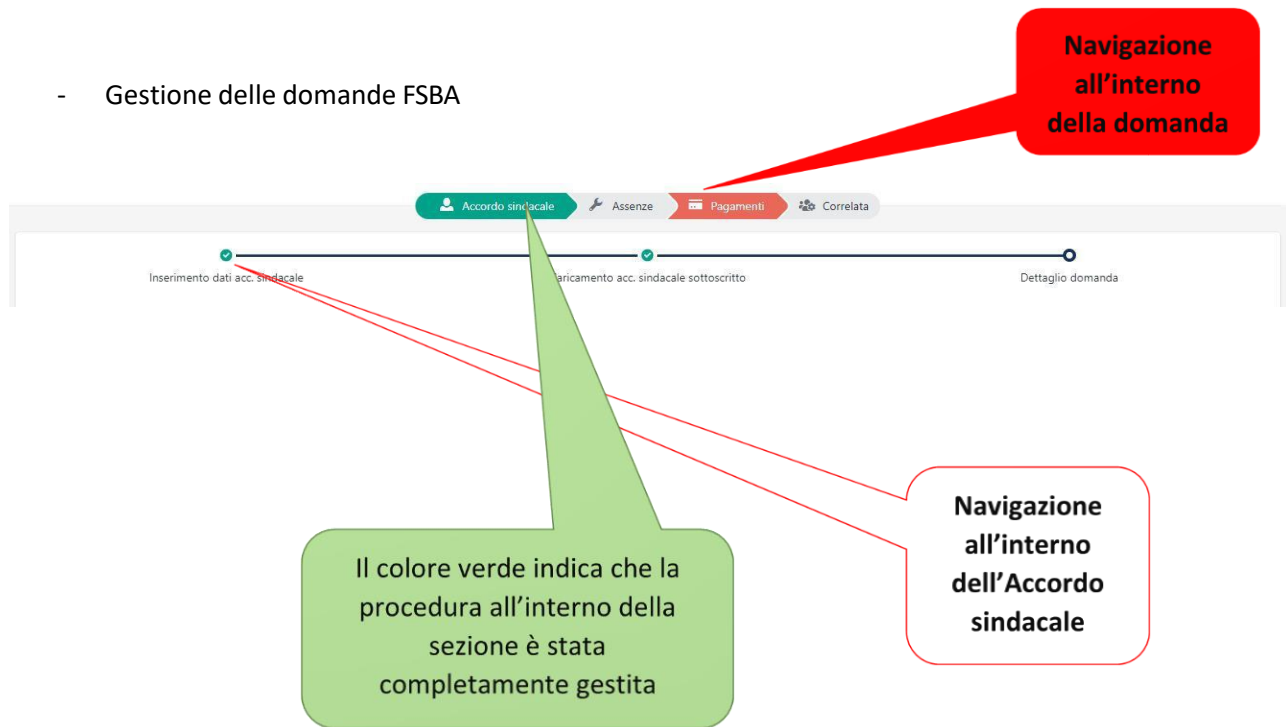 Navigazione
all’interno
della domanda
- Gestione delle domande FSBA
Accordo sindacale Assenze Pagamenti Correlata
Inserimento dati acc. sindacale aricamento acc. sindacale sottoscritto Dettaglio domanda
Navigazione
all’interno
dell’Accordo
sindacale
Il colore verde indica che la
procedura all’interno della
sezione è stata
completamente gestita